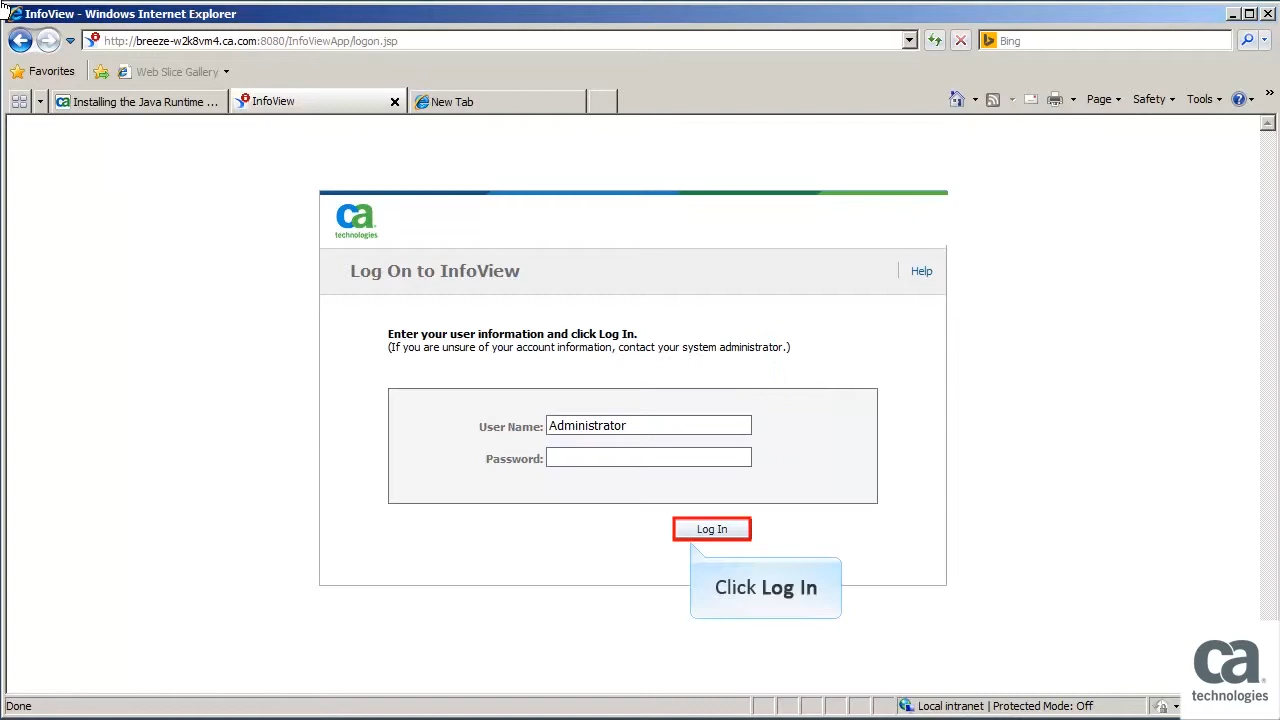 InfoView - Windows Internet Explorer
http://breeze-w2k8vm4.ca.com:8080/InfoViewApp/logon.jsp
Bing
Favorites
Web Slice Gallery
Installing the Java Runtime ...
InfoView
New Tab
Page
Safety
Tools
ca
technologies
Log On to InfoView
Help
Enter your user information and click Log In.
(If you are unsure of your account information, contact your system administrator.)
User Name: Administrator
Password:
Log In
Click Log In
ca
technologies
Done
Local intranet | Protected Mode: Off